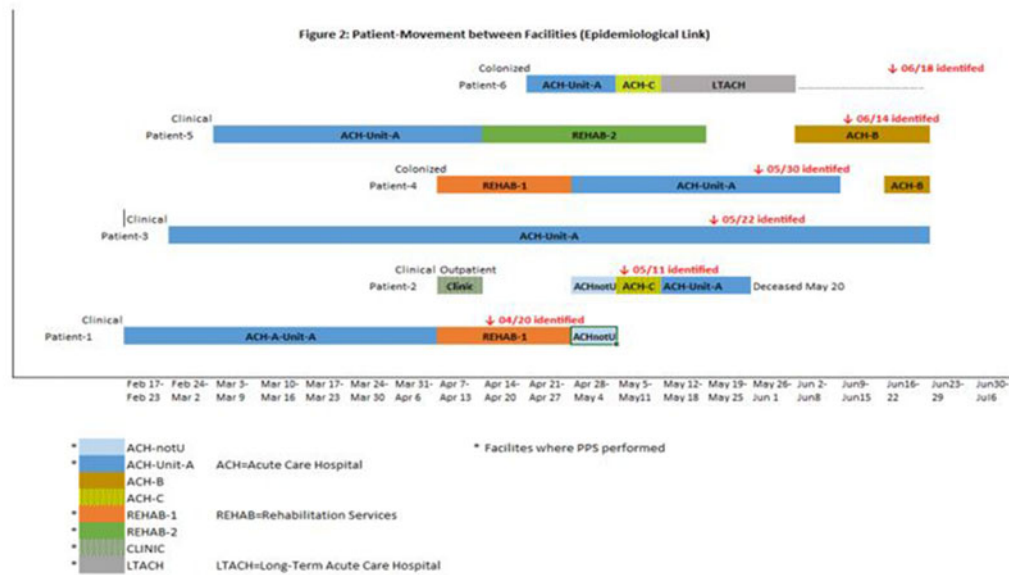 Figure 2: Patient-Movement between Facilities (Epidemiological Link)
Colonized ↓ 06/18 identifed
Patient-6 ACH-Unit-A ACH-C LTACH
Clinical ↓ 06/14 identifed
Patient-5 ACH-Unit-A REHAB-2 ACH-B
Colonized ↓ 05/30 identifed
Patient-4 REHAB-1 ACH-Unit-A ACH-B
Clinical ↓ 05/22 identifed
Patient-3 ACH-Unit-A
Clinical Outpatient ↓ 05/11 identified
Patient-2 Clinic ACHnotU ACH-C ACH-Unit-A Deceased May 20
Clinical ↓ 04/20 identified
Patient-1 ACH-A-Unit-A REHAB-1 ACHnotU
Feb 17- Feb 24- Mar 3- Mar 10- Mar 17- Mar 24- Mar 31- Apr 7- Apr 14- Apr 21- Apr 28- May 5- May 12- May 19- May 26- Jun 2- Jun9- Jun16- Jun23- Jun30-
Feb 23 Mar 2 Mar 9 Mar 16 Mar 23 Mar 30 Apr 6 Apr 13 Apr 20 Apr 27 May 4 May11 May 18 May 25 Jun 1 Jun8 Jun15 22 29 Jul6
* ACH-notU * Facilites where PPS performed
* ACH-Unit-A ACH=Acute Care Hospital
ACH-B
ACH-C
* REHAB-1 REHAB=Rehabilitation Services
* REHAB-2
* CLINIC
* LTACH LTACH=Long-Term Acute Care Hospital